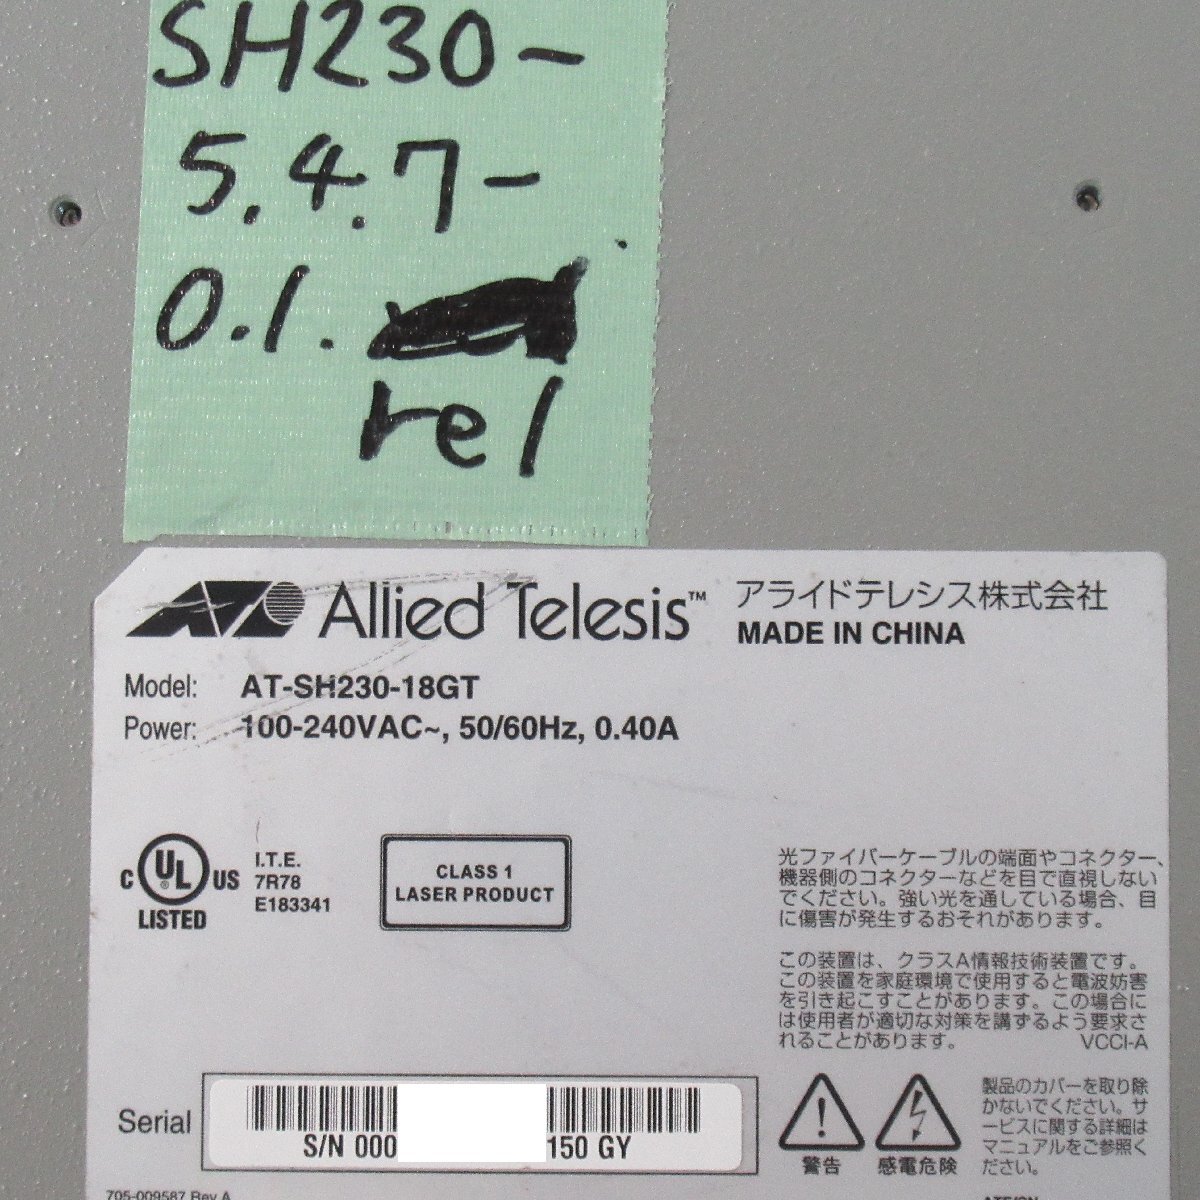 SH230-
5.4.7-
0.1.
rel
Allied Telesis™
アライドテレシス株式会社
MADE IN CHINA
Model: AT-SH230-18GT
Power: 100-240VAC~, 50/60Hz, 0.40A
C UL US
LISTED
®
I.T.E.
7R78
E183341
CLASS 1
LASER PRODUCT
光ファイバーケーブルの端面やコネクター、
機器側のコネクターなどを目で直視しない
でください。強い光を通している場合、目
に傷害が発生するおそれがあります。
この装置は、クラスA情報技術装置です。
この装置を家庭環境で使用すると電波妨害
を引き起こすことがあります。この場合に
は使用者が適切な対策を講ずるよう要求さ
れることがあります。 VCCI-A
Serial
S/N 000 150 GY
警告
感電危険
製品のカバーを取り除
かないでください。サ
ービスに関する詳細は
マニュアルをご参照く
ださい。
705-009587 Rev A